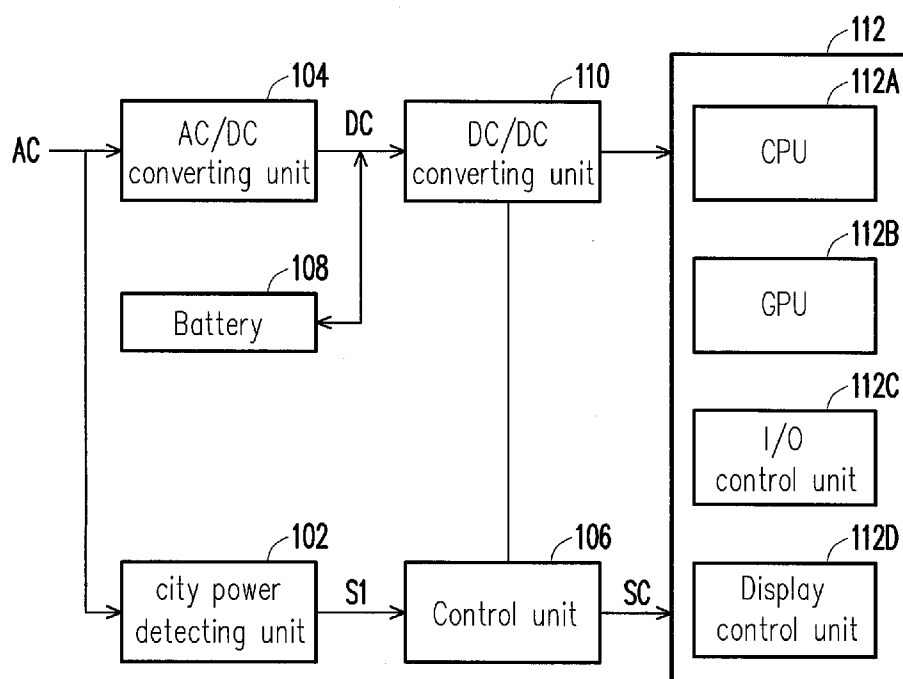 112
104
110
112A
AC
AC/DC
converting unit
DC
DC/DC
converting unit
CPU
112B
108
Battery
GPU
112C
I/O
control unit
102
106
112D
city power
detecting unit
S1
Control unit
SC
Display
control unit